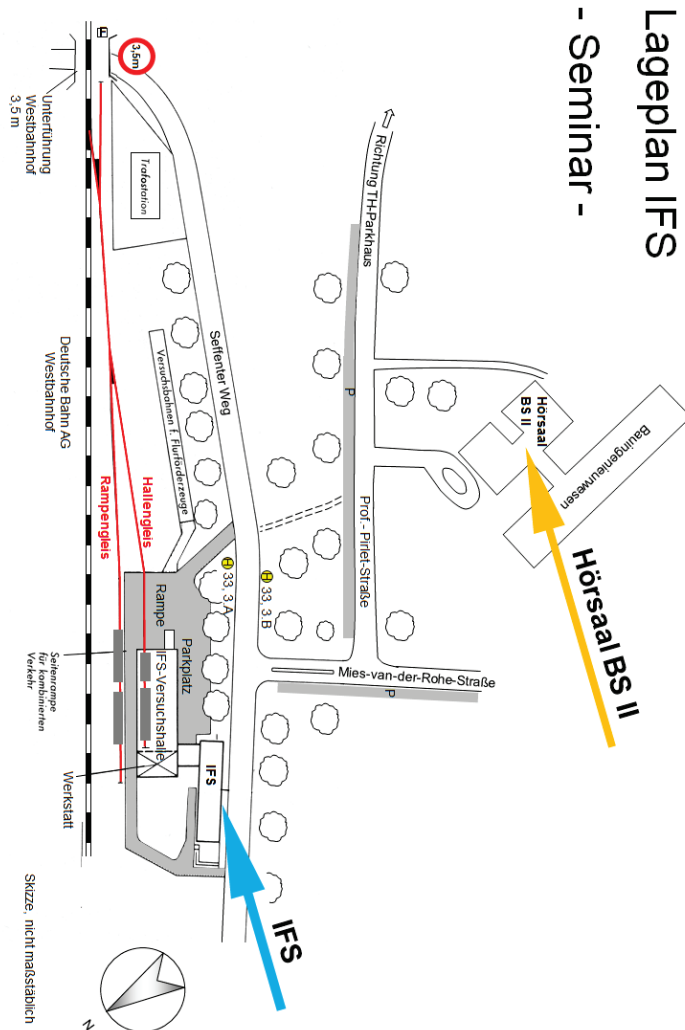 Lageplan IFS
- Seminar -
3,5m
Unterführung
Westbahnhof
3,5 m
Trafostation
Richtung TH-Parkhaus
Seffenter Weg
Versuchsbahnen f. Flurförderzeuge
Deutsche Bahn AG
Westbahnhof
Rampengleis
Hallengleis
P
Prof.- Pirlet-Straße
Hörsaal
BS II
Bauingenieurwesen
Hörsaal BS II
H 33, 3.A
H 33, 3.B
Rampe
Parkplatz
IFS-Versuchshalle
Mies-van-der-Rohe-Straße
P
Seitenrampe
für kombinierten
Verkehr
Werkstatt
IFS
IFS
Skizze, nicht maßstäblich
N